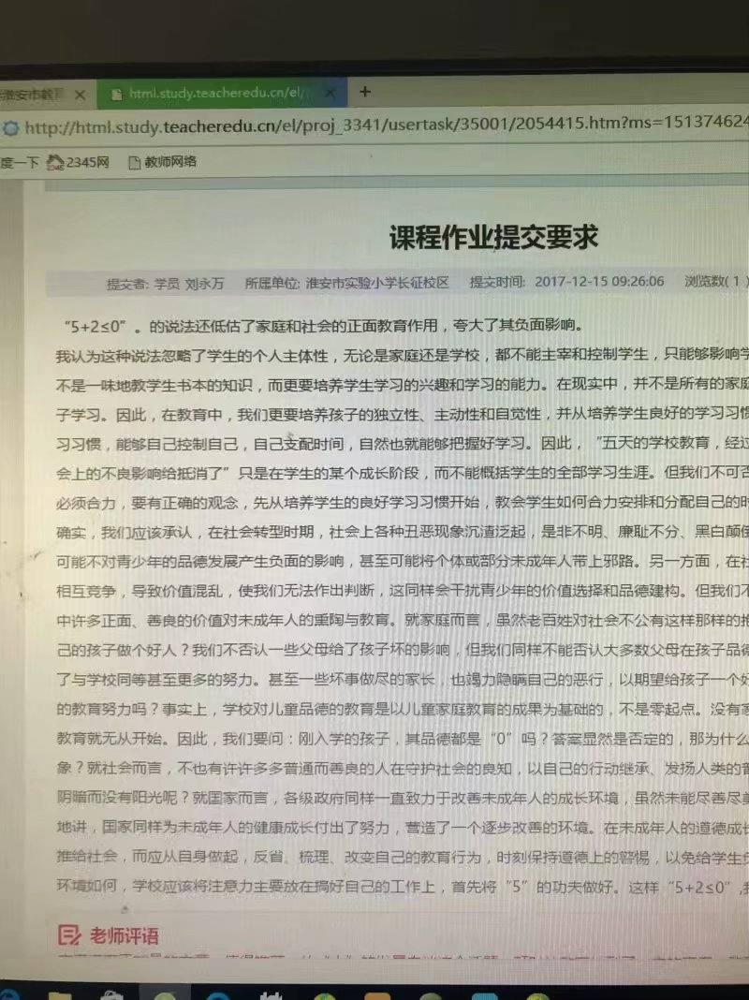 淮安市教育
html.study.teacheredu.cn/el/
http://html.study.teacheredu.cn/el/proj_3341/usertask/35001/2054415.htm?ms=151374624
度一下 2345网 教师网络
课程作业提交要求
提交者: 学员 刘永万 所属单位: 淮安市实验小学长征校区 提交时间: 2017-12-15 09:26:06 浏览数( 1 )
“5+2≤0”。的说法还低估了家庭和社会的正面教育作用，夸大了其负面影响。
我认为这种说法忽略了学生的个人主体性，无论是家庭还是学校，都不能主宰和控制学生，只能够影响学
不是一味地教学生书本的知识，而更要培养学生学习的兴趣和学习的能力。在现实中，并不是所有的家庭
子学习。因此，在教育中，我们更要培养孩子的独立性、主动性和自觉性，并从培养学生良好的学习习惯
习习惯，能够自己控制自己，自己支配时间，自然也就能够把握好学习。因此，“五天的学校教育，经过
会上的不良影响给抵消了”只是在学生的某个成长阶段，而不能概括学生的全部学习生涯。但我们不可否
必须合力，要有正确的观念，先从培养学生的良好学习习惯开始，教会学生如何合力安排和分配自己的时
确实，我们应该承认，在社会转型时期，社会上各种丑恶现象沉渣泛起，是非不明、廉耻不分、黑白颠倒
可能不对青少年的品德发展产生负面的影响，甚至可能将个体或部分未成年人带上邪路。另一方面，在社
相互竞争，导致价值混乱，使我们无法作出判断，这同样会干扰青少年的价值选择和品德建构。但我们不
中许多正面、善良的价值对未成年人的熏陶与教育。就家庭而言，虽然老百姓对社会不公有这样那样的抱
己的孩子做个好人？我们不否认一些父母给了孩子坏的影响，但我们同样不能否认大多数父母在孩子品德
了与学校同等甚至更多的努力。甚至一些坏事做尽的家长，也竭力隐瞒自己的恶行，以期望给孩子一个好
的教育努力吗？事实上，学校对儿童品德的教育是以儿童家庭教育的成果为基础的，不是零起点。没有家
教育就无从开始。因此，我们要问：刚入学的孩子，其品德都是“0”吗？答案显然是否定的，那为什么
象？就社会而言，不也有许许多多普通而善良的人在守护社会的良知，以自己的行动继承、发扬人类的普
阴暗而没有阳光呢？就国家而言，各级政府同样一直致力于改善未成年人的成长环境，虽然未能尽善尽美
地讲，国家同样为未成年人的健康成长付出了努力，营造了一个逐步改善的环境。在未成年人的道德成长
推给社会，而应从自身做起，反省、梳理、改变自己的教育行为，时刻保持道德上的警惕，以免给学生负
环境如何，学校应该将注意力主要放在搞好自己的工作上，首先将“5”的功夫做好。这样“5+2≤0”,我
老师评语